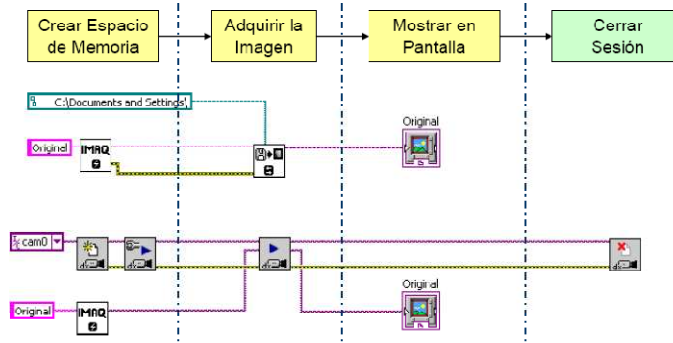 Crear Espacio
de Memoria
Adquirir la
Imagen
Mostrar en
Pantalla
Cerrar
Sesión
C:\Documents and Settings\
Original
Original
IMAQ
cam0
Original
Original
IMAQ